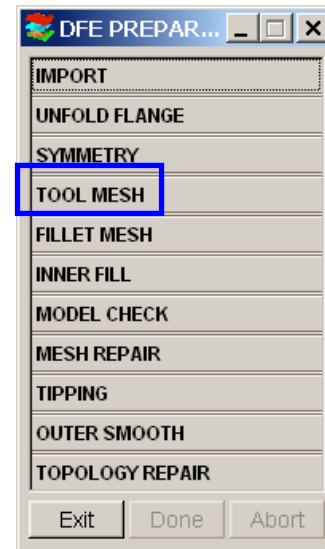 DFE PREPAR...
IMPORT
UNFOLD FLANGE
SYMMETRY
TOOL MESH
FILLET MESH
INNER FILL
MODEL CHECK
MESH REPAIR
TIPPING
OUTER SMOOTH
TOPOLOGY REPAIR
Exit Done Abort